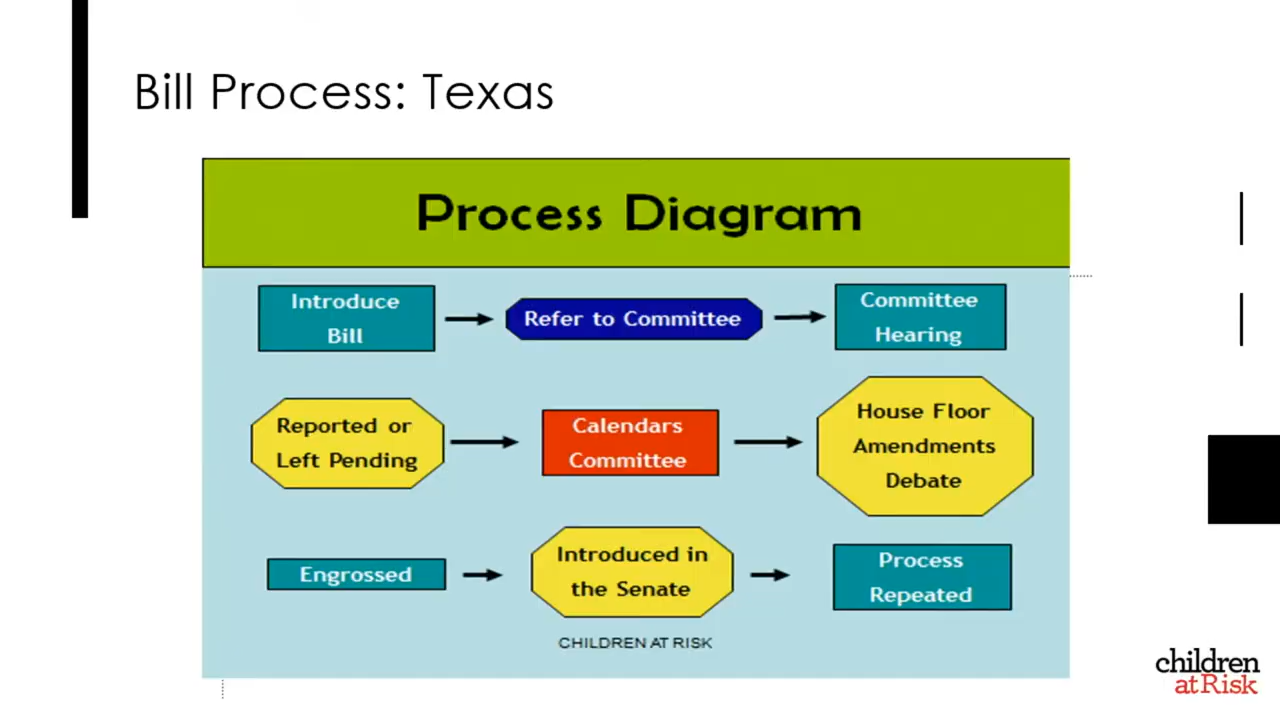 Bill Process: Texas
Process Diagram
Introduce
Bill
Refer to Committee
Committee
Hearing
Reported or
Left Pending
Calendars
Committee
House Floor
Amendments
Debate
Engrossed
Introduced in
the Senate
Process
Repeated
CHILDREN AT RISK
children
at Risk